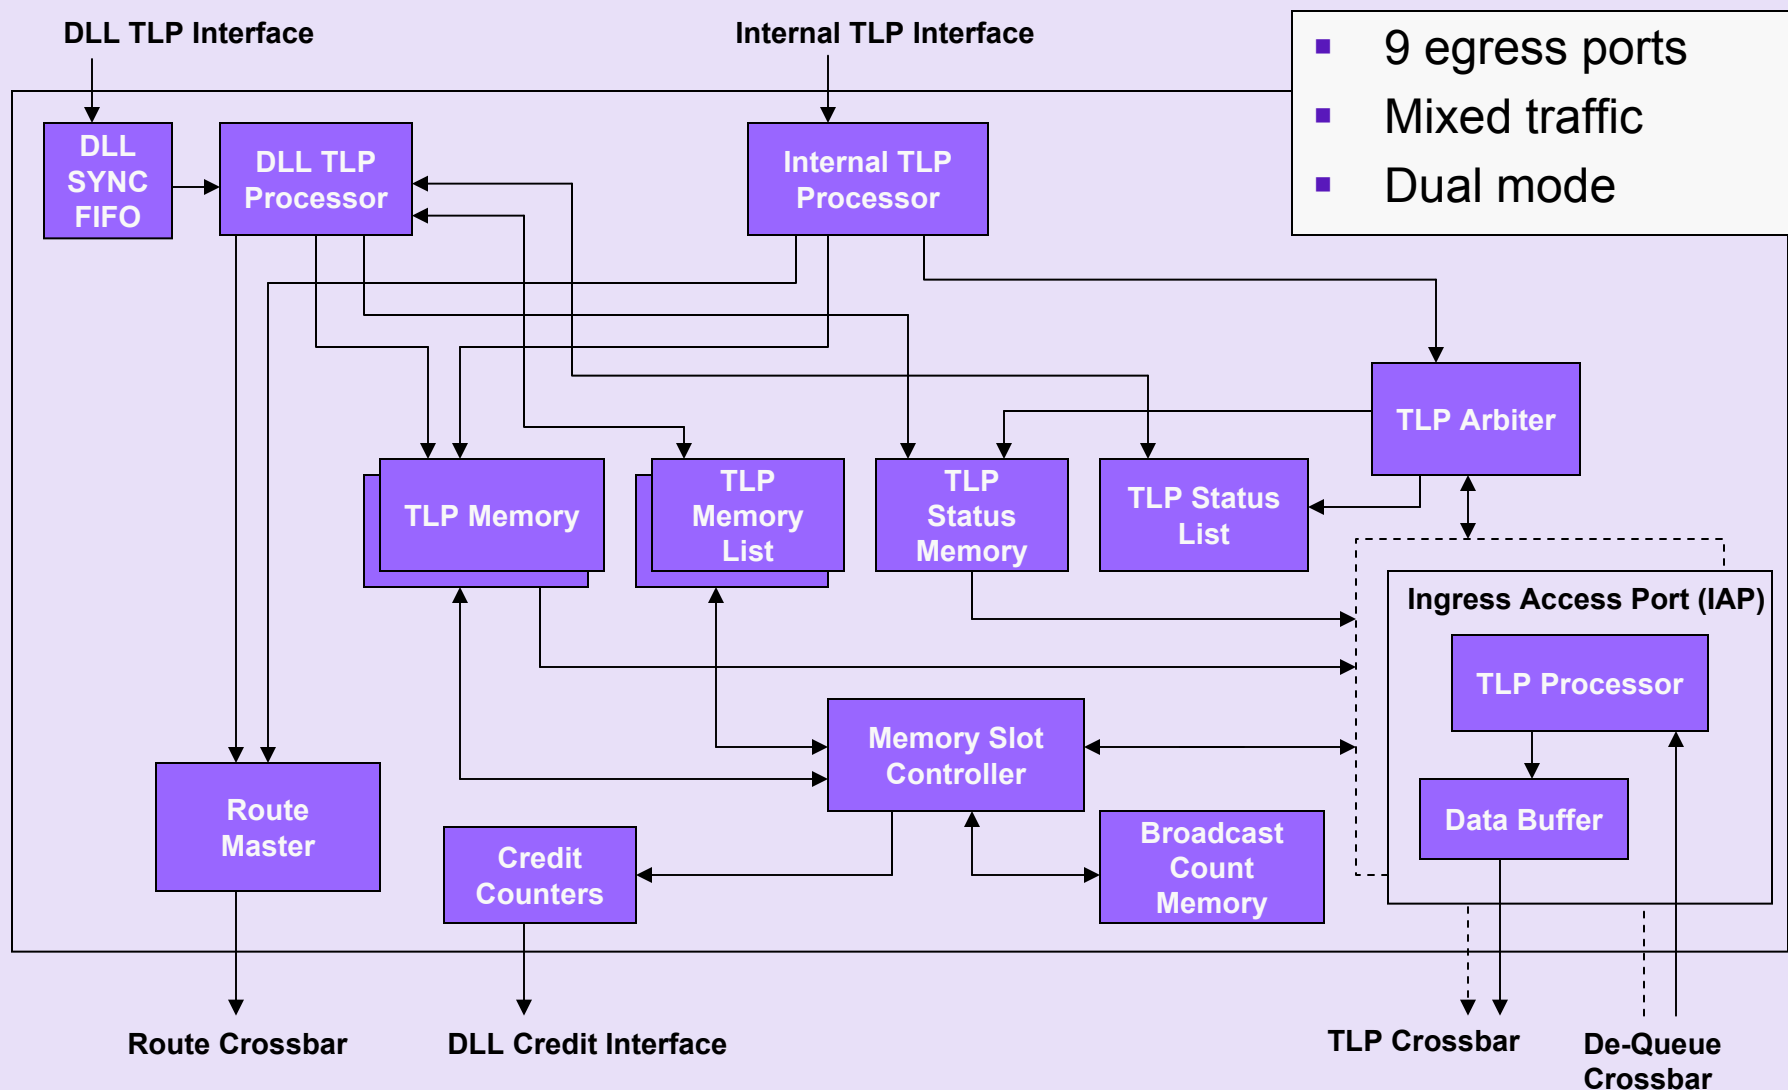 DLL TLP Interface
Internal TLP Interface
▪ 9 egress ports
▪ Mixed traffic
▪ Dual mode
DLL
SYNC
FIFO
DLL TLP
Processor
Internal TLP
Processor
TLP Arbiter
TLP Memory
TLP
Memory
List
TLP
Status
Memory
TLP Status
List
Ingress Access Port (IAP)
TLP Processor
Memory Slot
Controller
Data Buffer
Route
Master
Credit
Counters
Broadcast
Count
Memory
Route Crossbar
DLL Credit Interface
TLP Crossbar
De-Queue
Crossbar